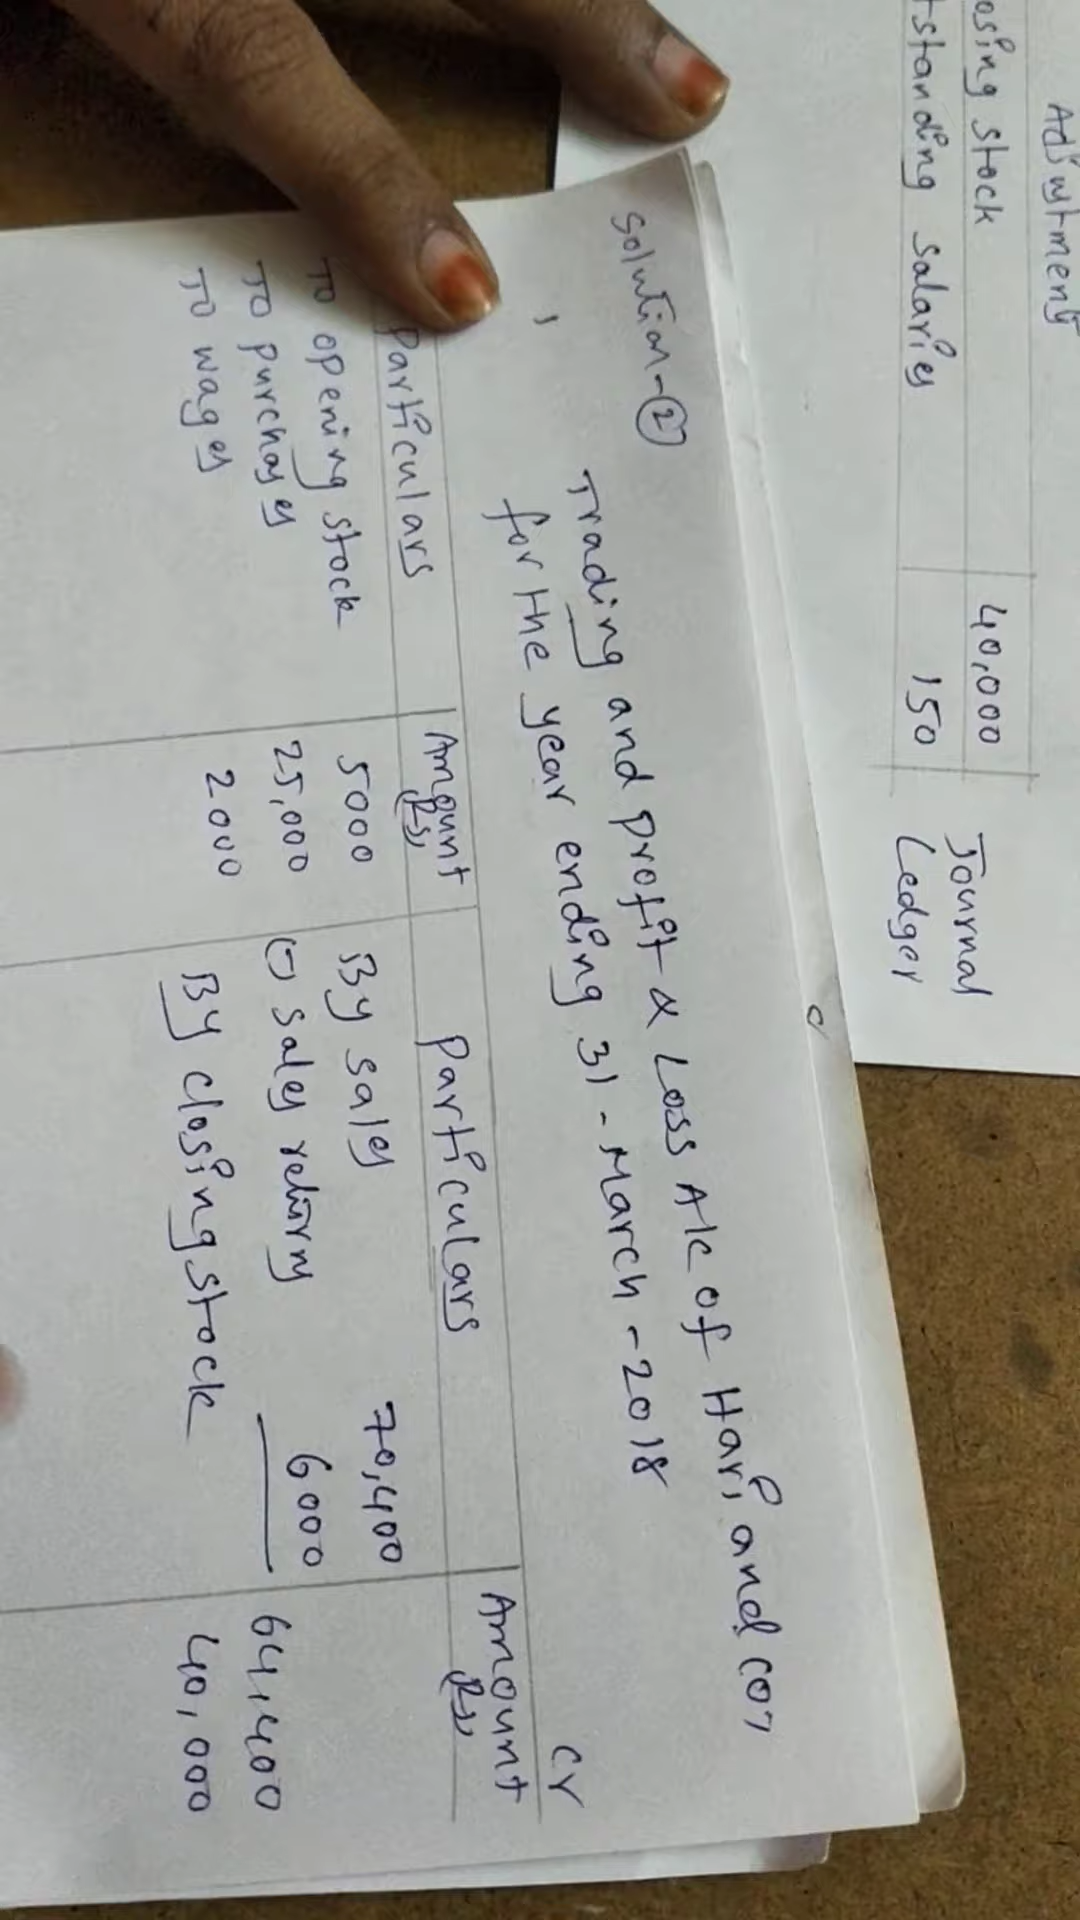 Adjustments
osing stock 40,000 Journal
tstanding salaries 150 Ledger
Solution-②
Trading and profit & Loss A/c of Hari and co,
for the year ending 31-March-2018
Cr
Particulars Amount Particulars Amount
Rs, Rs,
To opening stock 5000 By sales 70,400
To purchases 25,000 (-) sales returns 6000 64,400
To wages 2000 By closing stock 40,000